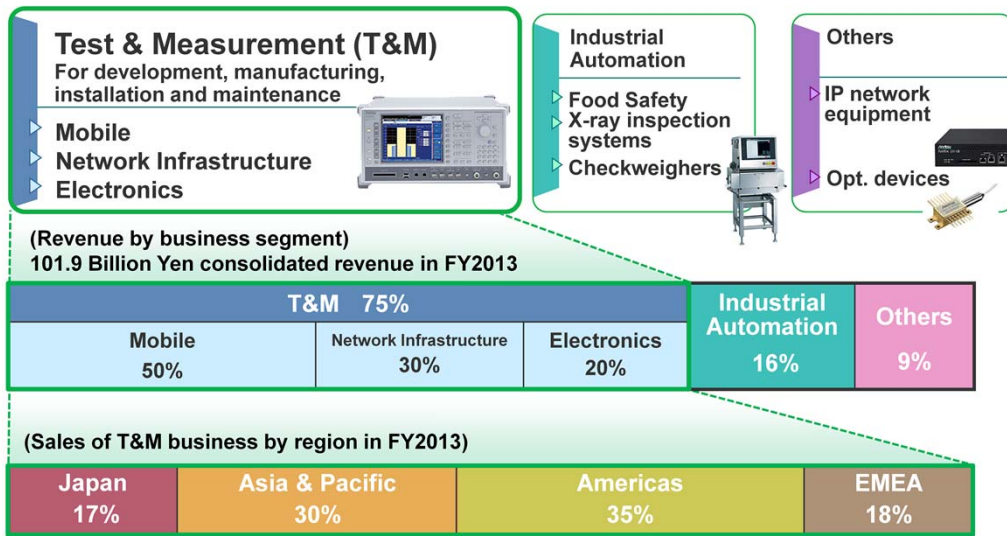 Test & Measurement (T&M)
For development, manufacturing,
installation and maintenance
Mobile
Network Infrastructure
Electronics
Industrial
Automation
Food Safety
X-ray inspection
systems
Checkweighers
Others
IP network
equipment
Opt. devices
(Revenue by business segment)
101.9 Billion Yen consolidated revenue in FY2013
T&M 75%
Mobile
50%
Network Infrastructure
30%
Electronics
20%
Industrial
Automation
16%
Others
9%
(Sales of T&M business by region in FY2013)
Japan
17%
Asia & Pacific
30%
Americas
35%
EMEA
18%